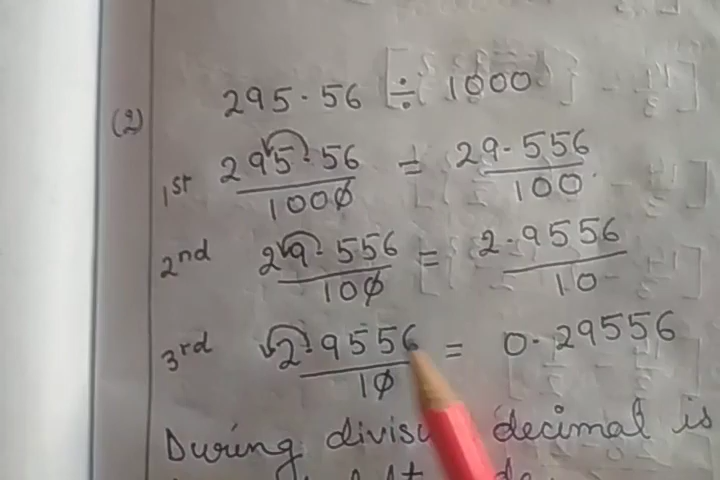 (2) 295.56 ÷ 1000
1st 295.56/1000 = 29.556/100
2nd 29.556/100 = 2.9556/10
3rd 2.9556/10 = 0.29556
During decimal is